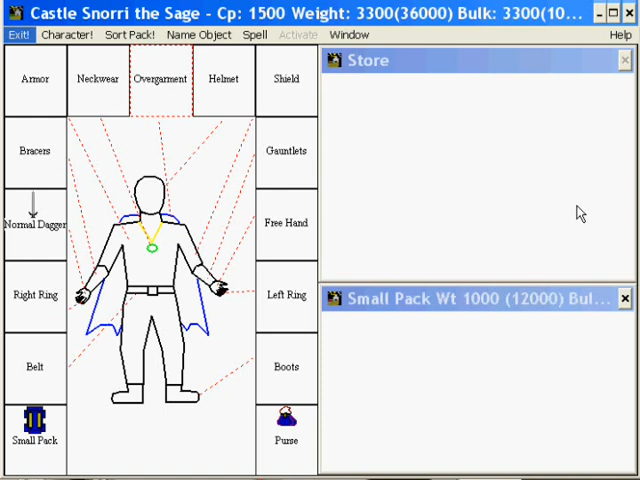 Castle Snorri the Sage - Cp: 1500 Weight: 3300(36000) Bulk: 3300(10...
Exit! Character! Sort Pack! Name Object Spell Activate Window Help
Armor Neckwear Overgarment Helmet Shield
Store
Bracers Gauntlets
Normal Dagger Free Hand
Right Ring Left Ring
Small Pack Wt 1000 (12000) Bul...
Belt Boots
Small Pack Purse